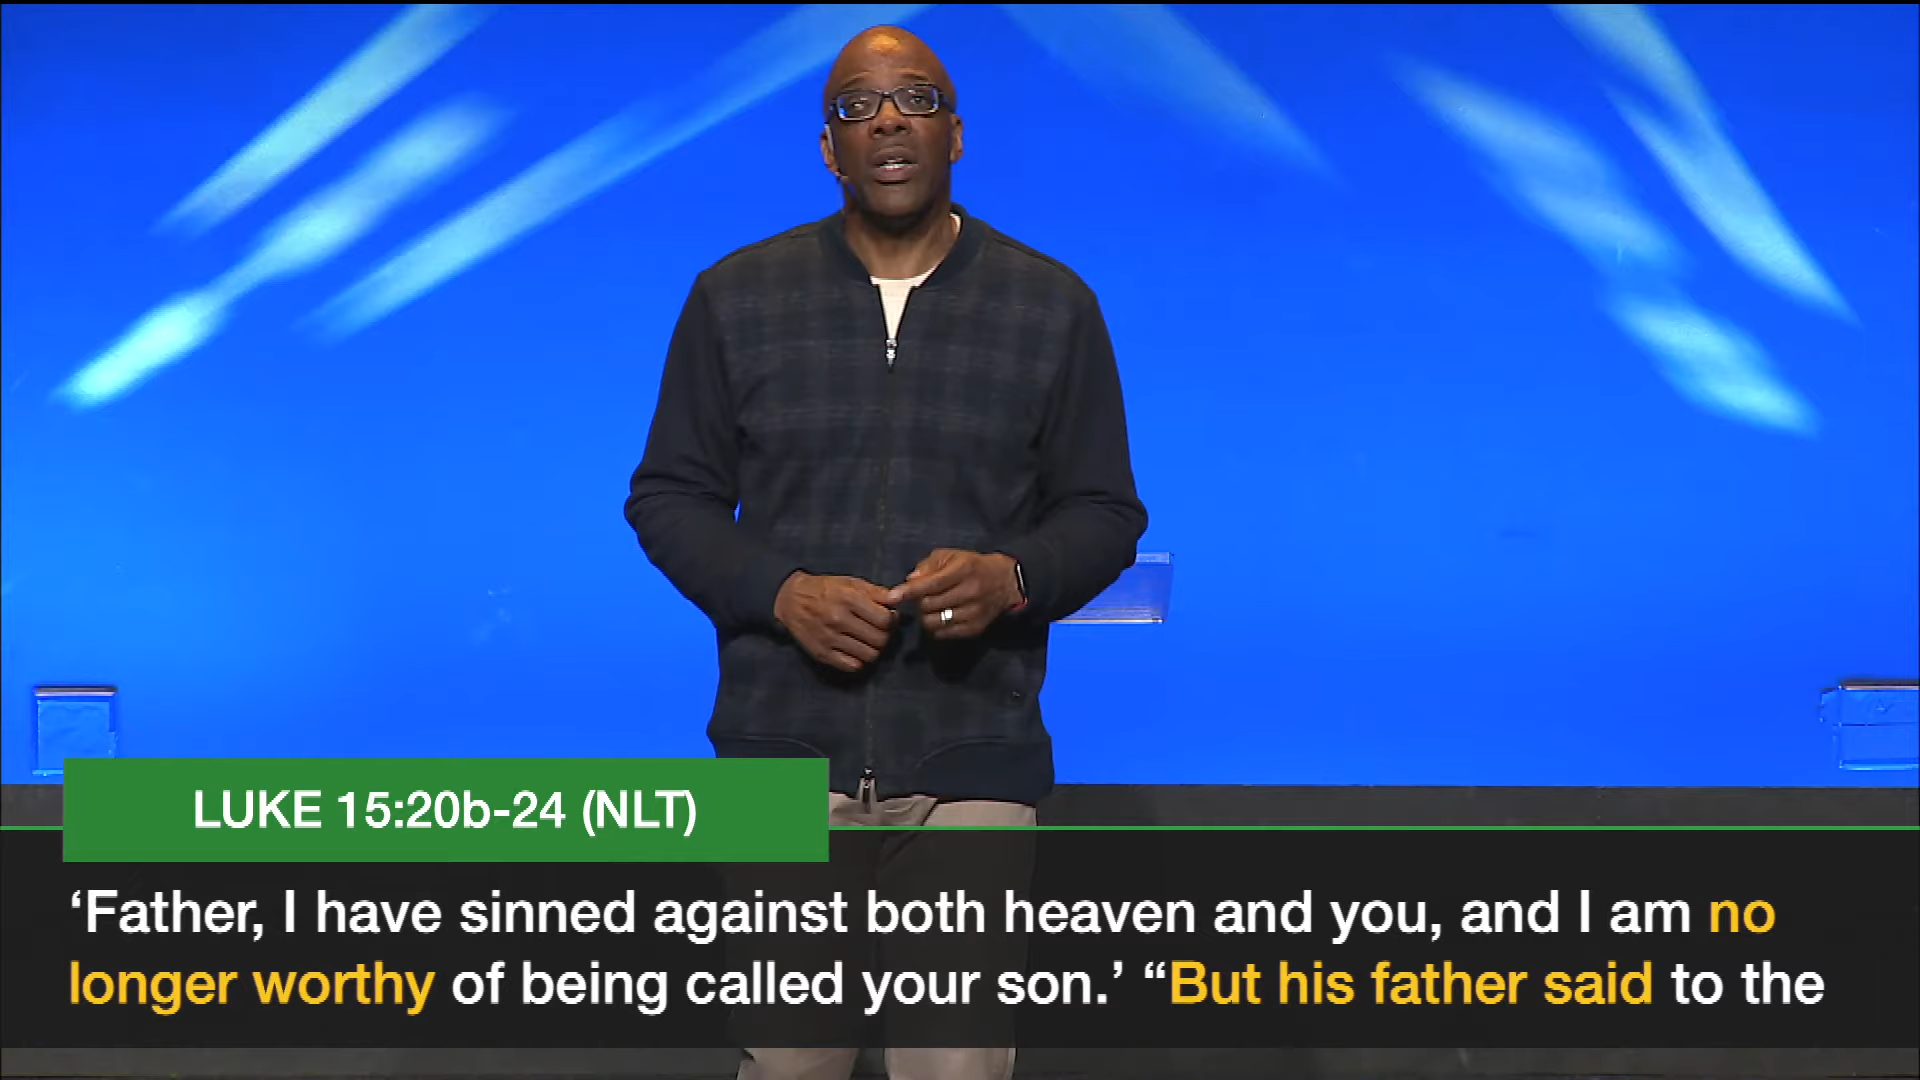 LUKE 15:20b-24 (NLT)
‘Father, I have sinned against both heaven and you, and I am no
longer worthy of being called your son.’ “But his father said to the